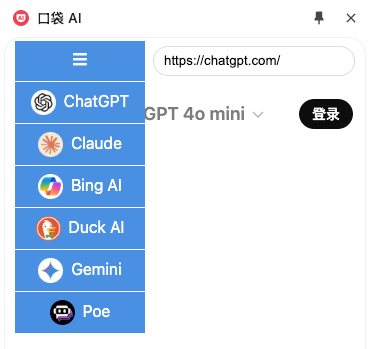 口袋 AI
https://chatgpt.com/
ChatGPT
GPT 4o mini
登录
Claude
Bing AI
Duck AI
Gemini
Poe